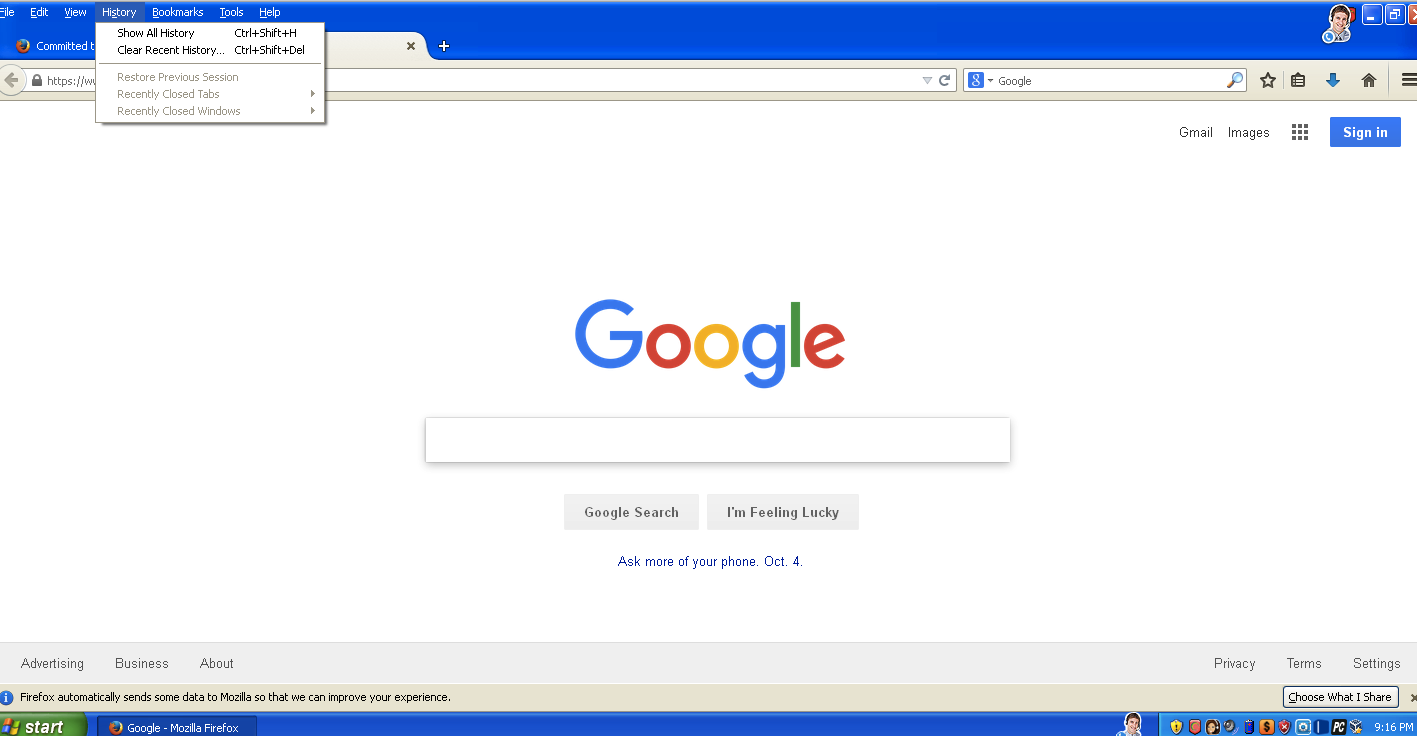 File Edit View History Bookmarks Tools Help
Show All History Ctrl+Shift+H
Clear Recent History... Ctrl+Shift+Del
Restore Previous Session
Recently Closed Tabs
Recently Closed Windows
Committed t
https://w
8 Google
Gmail Images Sign in
Google
Google Search I'm Feeling Lucky
Ask more of your phone. Oct. 4.
Advertising Business About Privacy Terms Settings
Firefox automatically sends some data to Mozilla so that we can improve your experience. Choose What I Share
start Google - Mozilla Firefox PC 9:16 PM